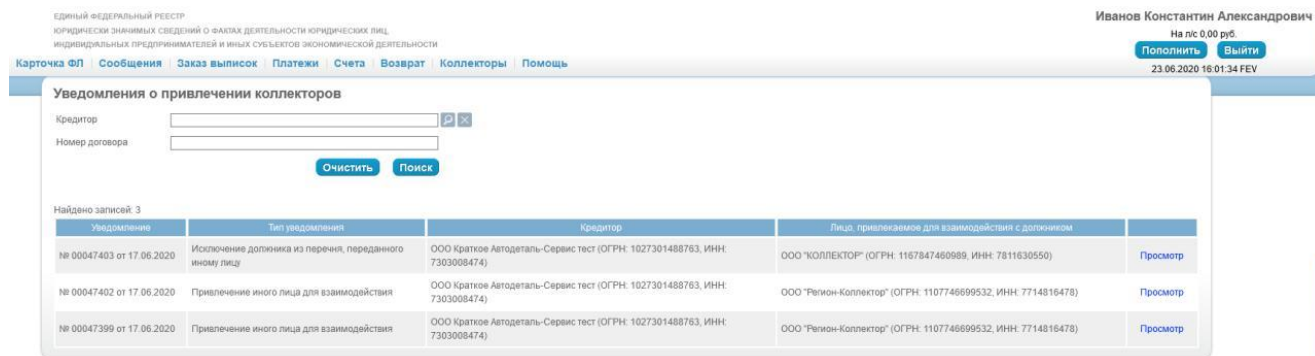 ЕДИНЫЙ ФЕДЕРАЛЬНЫЙ РЕЕСТР
ЮРИДИЧЕСКИ ЗНАЧИМЫХ СВЕДЕНИЙ О ФАКТАХ ДЕЯТЕЛЬНОСТИ ЮРИДИЧЕСКИХ ЛИЦ,
ИНДИВИДУАЛЬНЫХ ПРЕДПРИНИМАТЕЛЕЙ И ИНЫХ СУБЪЕКТОВ ЭКОНОМИЧЕСКОЙ ДЕЯТЕЛЬНОСТИ
Иванов Константин Александрович
На л/с 0,00 руб.
Пополнить Выйти
23.06.2020 16:01:34 FEV
Карточка ФЛ Сообщения Заказ выписок Платежи Счета Возврат Коллекторы Помощь
Уведомления о привлечении коллекторов
Кредитор
Номер договора
Очистить Поиск
Найдено записей: 3
Уведомление Тип уведомления Кредитор Лицо, привлекаемое для взаимодействия с должником
№ 00047403 от 17.06.2020 Исключение должника из перечня, переданного иному лицу ООО Краткое Автодеталь-Сервис тест (ОГРН: 1027301488763, ИНН: 7303008474) ООО "КОЛЛЕКТОР" (ОГРН: 1167847460989, ИНН: 7811630550) Просмотр
№ 00047402 от 17.06.2020 Привлечение иного лица для взаимодействия ООО Краткое Автодеталь-Сервис тест (ОГРН: 1027301488763, ИНН: 7303008474) ООО "Регион-Коллектор" (ОГРН: 1107746699532, ИНН: 7714816478) Просмотр
№ 00047399 от 17.06.2020 Привлечение иного лица для взаимодействия ООО Краткое Автодеталь-Сервис тест (ОГРН: 1027301488763, ИНН: 7303008474) ООО "Регион-Коллектор" (ОГРН: 1107746699532, ИНН: 7714816478) Просмотр